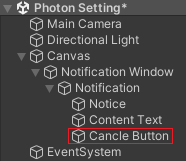 Photon Setting*
Main Camera
Directional Light
Canvas
Notification Window
Notification
Notice
Content Text
Cancle Button
EventSystem